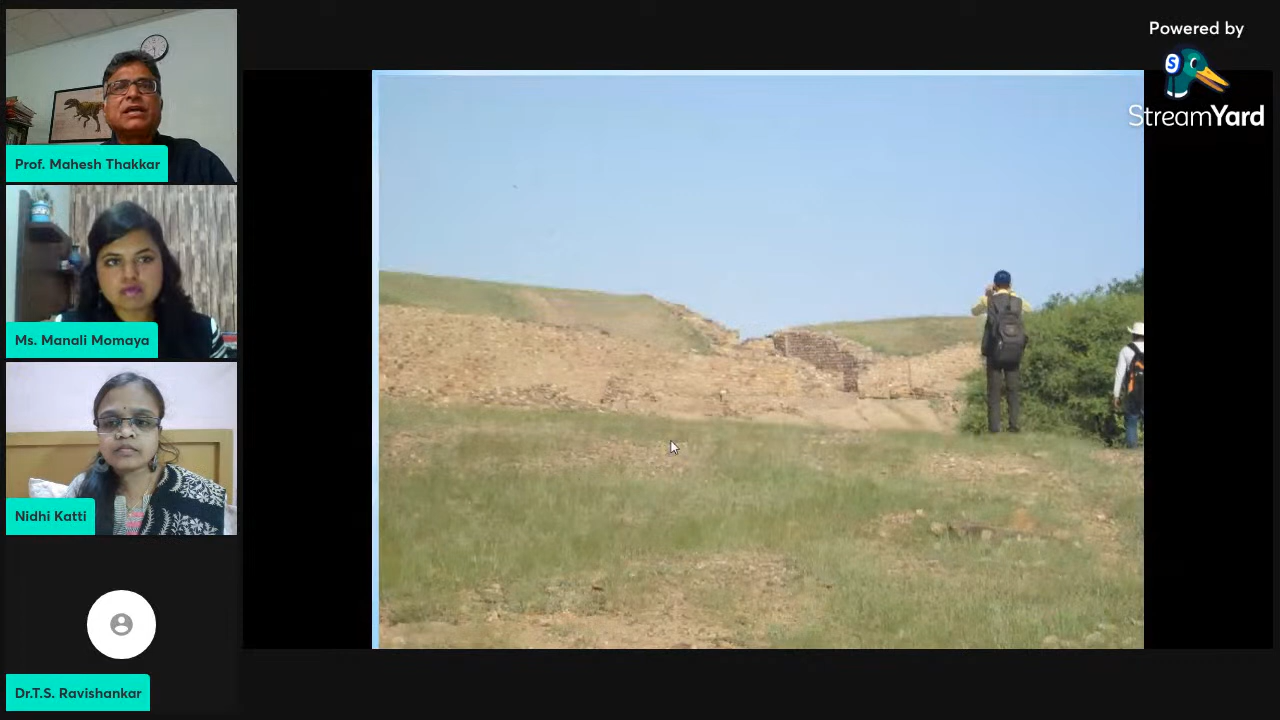 Prof. Mahesh Thakkar
Ms. Manali Momaya
Nidhi Katti
Dr.T.S. Ravishankar
Powered by
S
StreamYard